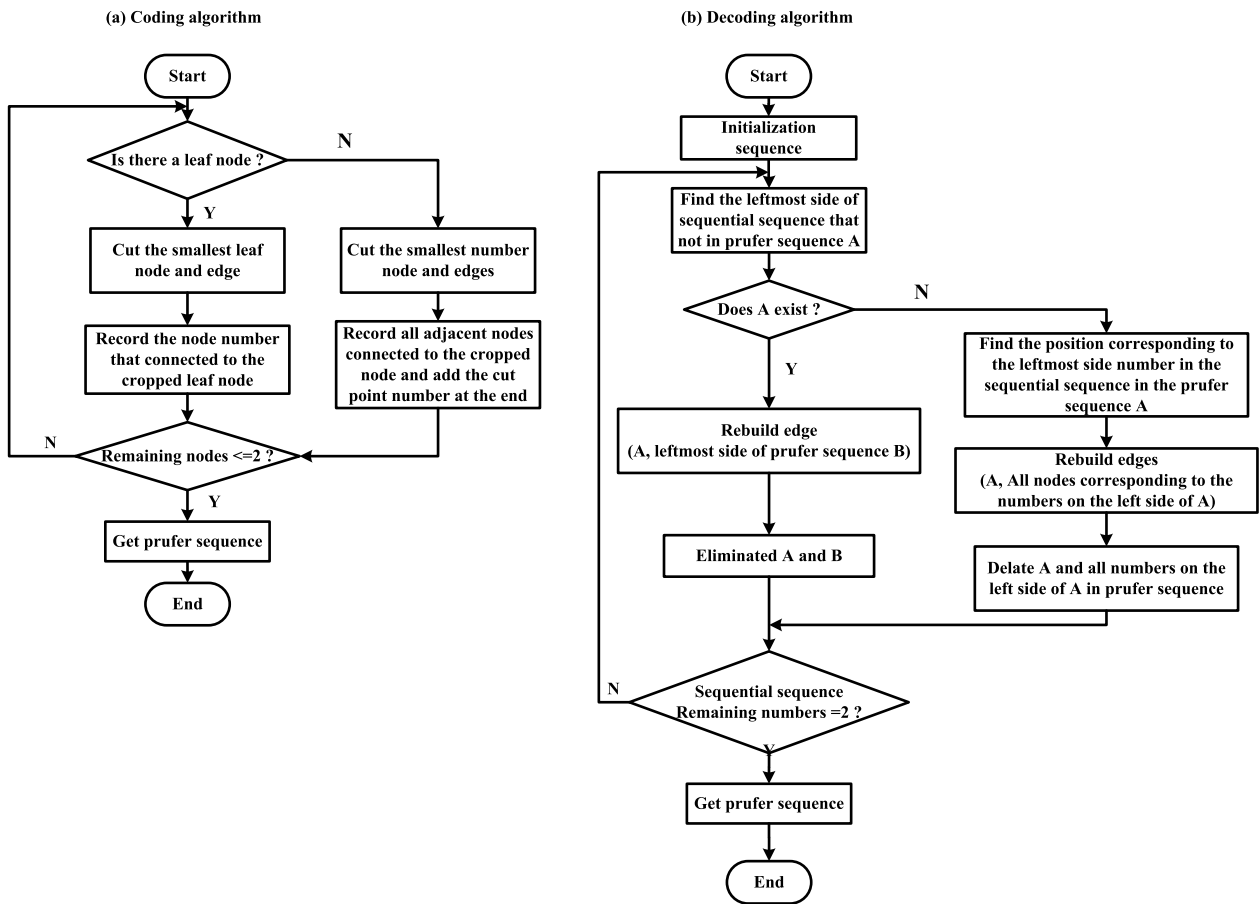 (a) Coding algorithm
Start
Is there a leaf node ?
N
Y
Cut the smallest leaf
node and edge
Cut the smallest number
node and edges
Record the node number
that connected to the
cropped leaf node
Record all adjacent nodes
connected to the cropped
node and add the cut
point number at the end
N
Remaining nodes <=2 ?
Y
Get prufer sequence
End
(b) Decoding algorithm
Start
Initialization
sequence
Find the leftmost side of
sequential sequence that
not in prufer sequence A
Does A exist ?
N
Y
Find the position corresponding to
the leftmost side number in the
sequential sequence in the prufer
sequence A
Rebuild edge
(A, leftmost side of prufer sequence B)
Rebuild edges
(A, All nodes corresponding to the
numbers on the left side of A)
Eliminated A and B
Delate A and all numbers on the
left side of A in prufer sequence
N
Sequential sequence
Remaining numbers =2 ?
Y
Get prufer sequence
End